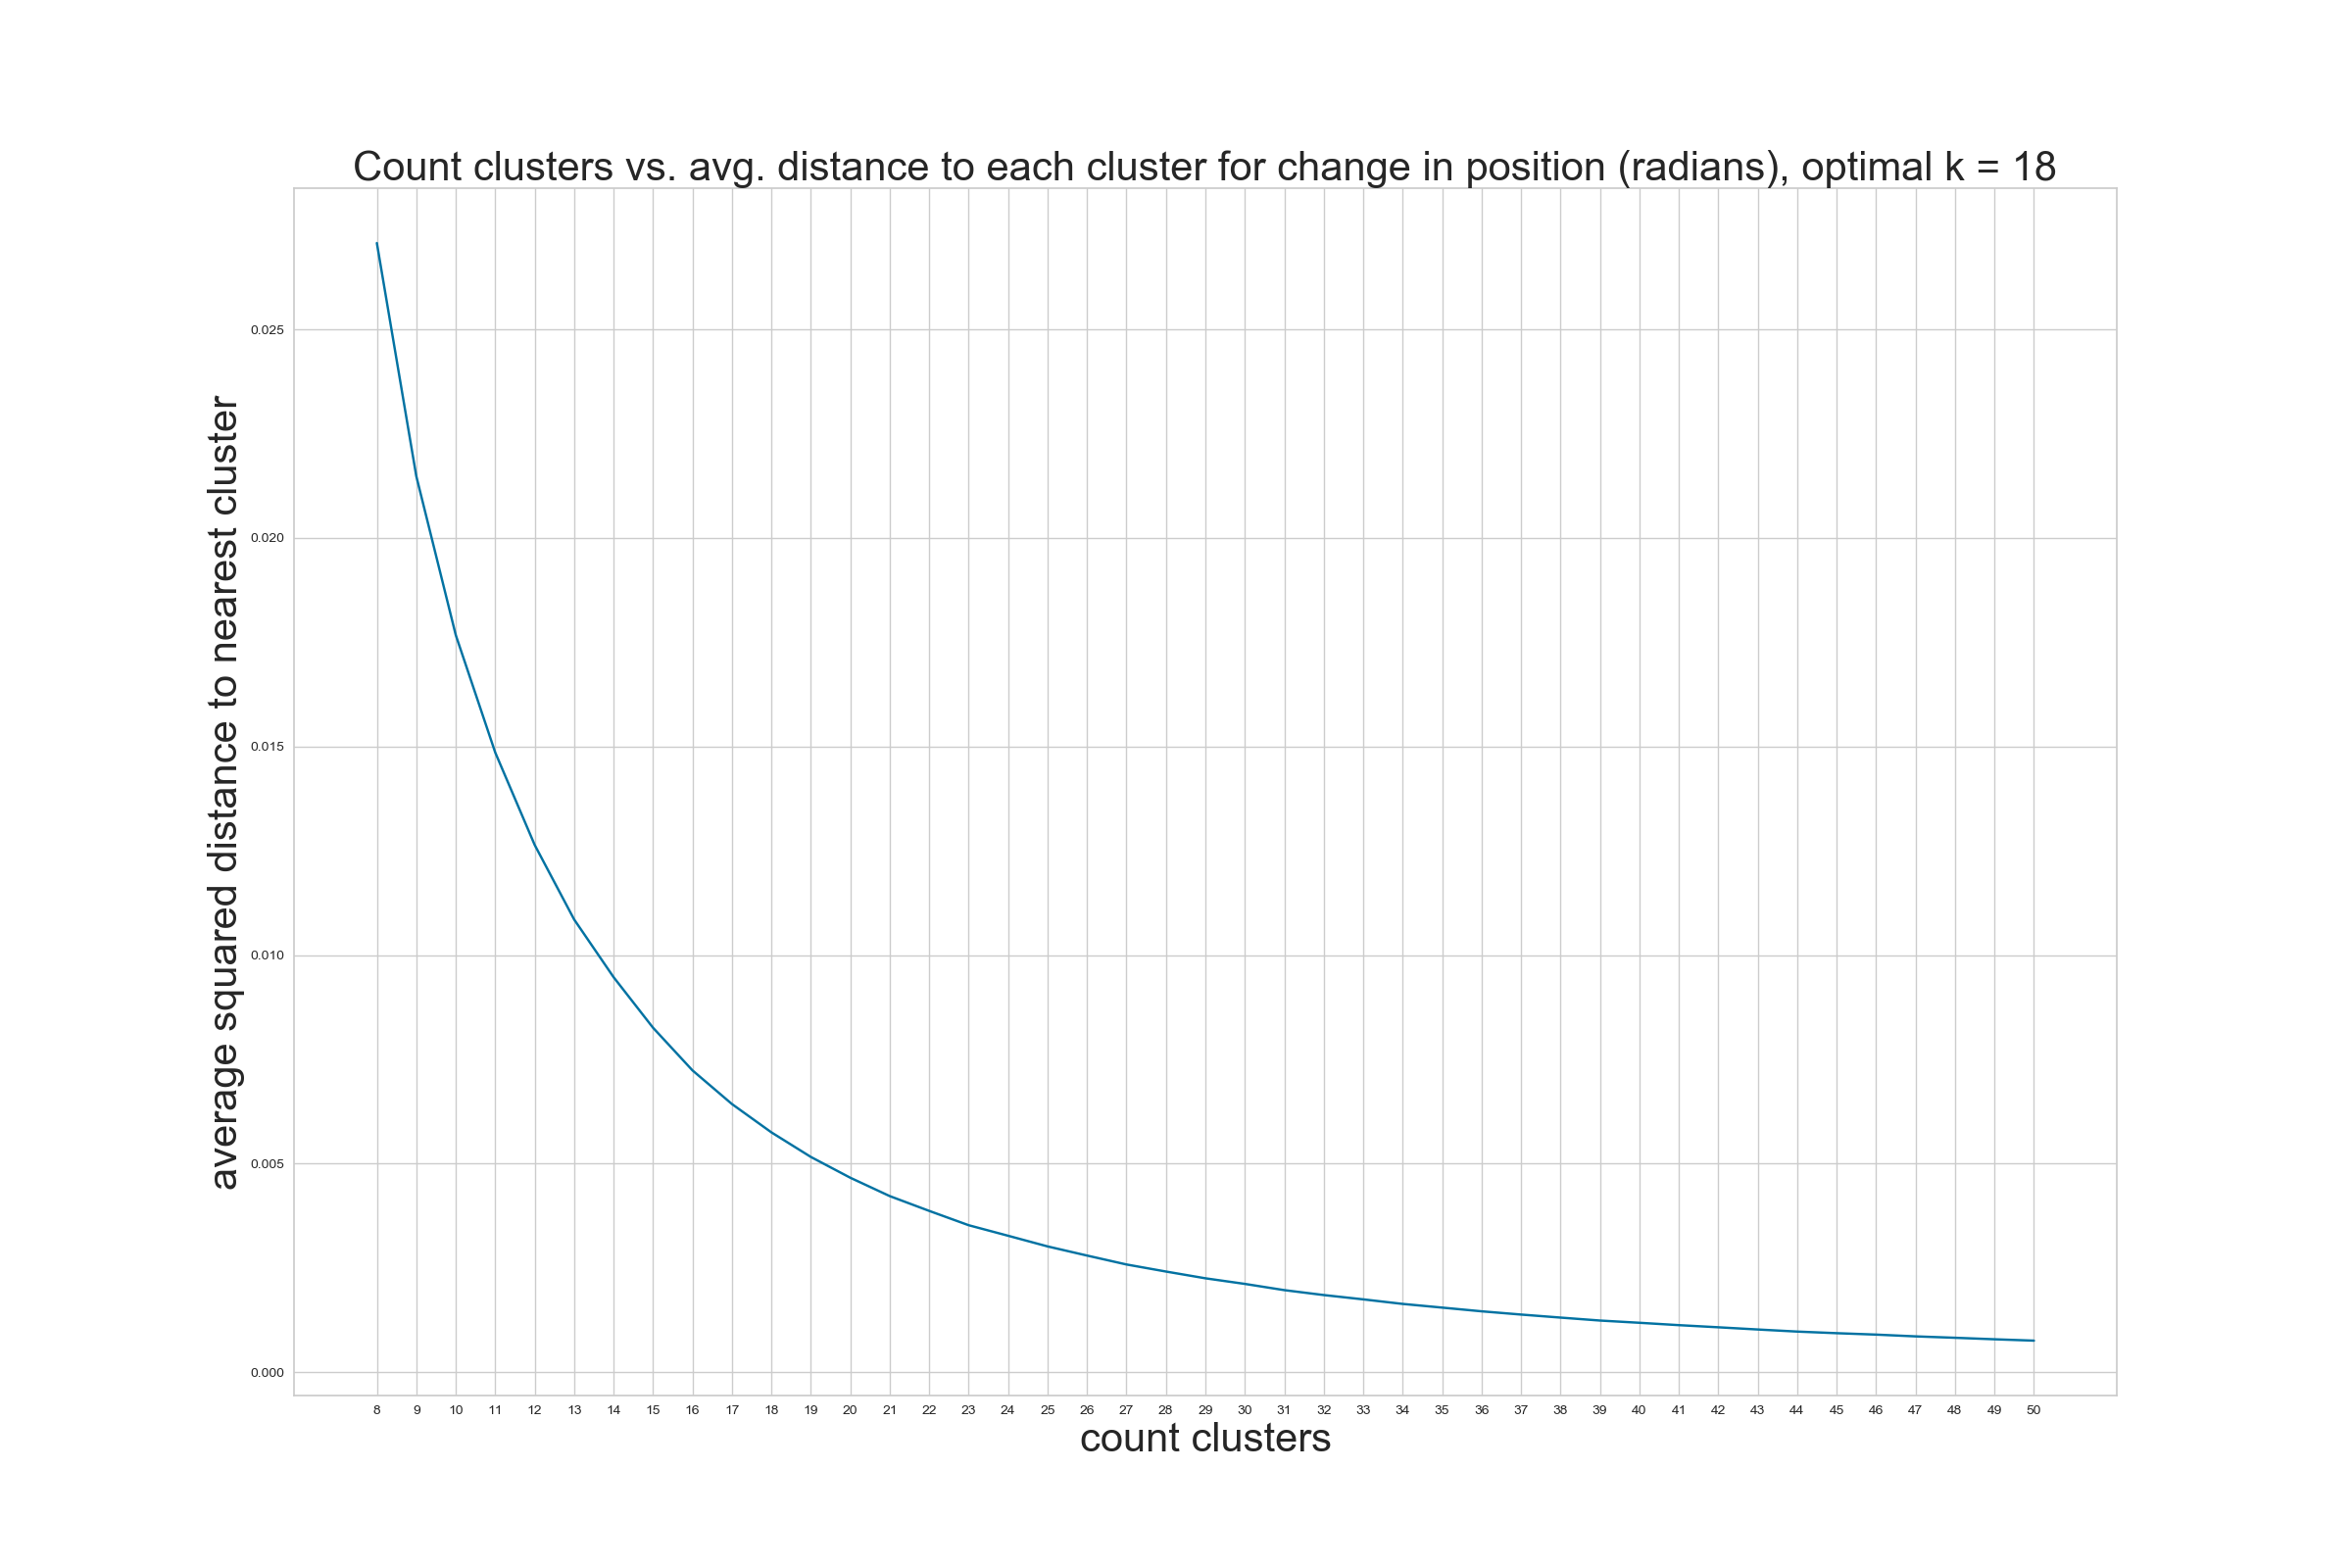 Count clusters vs. avg. distance to each cluster for change in position (radians), optimal k = 18
average squared distance to nearest cluster
0.025
0.020
0.015
0.010
0.005
0.000
8 9 10 11 12 13 14 15 16 17 18 19 20 21 22 23 24 25 26 27 28 29 30 31 32 33 34 35 36 37 38 39 40 41 42 43 44 45 46 47 48 49 50
count clusters